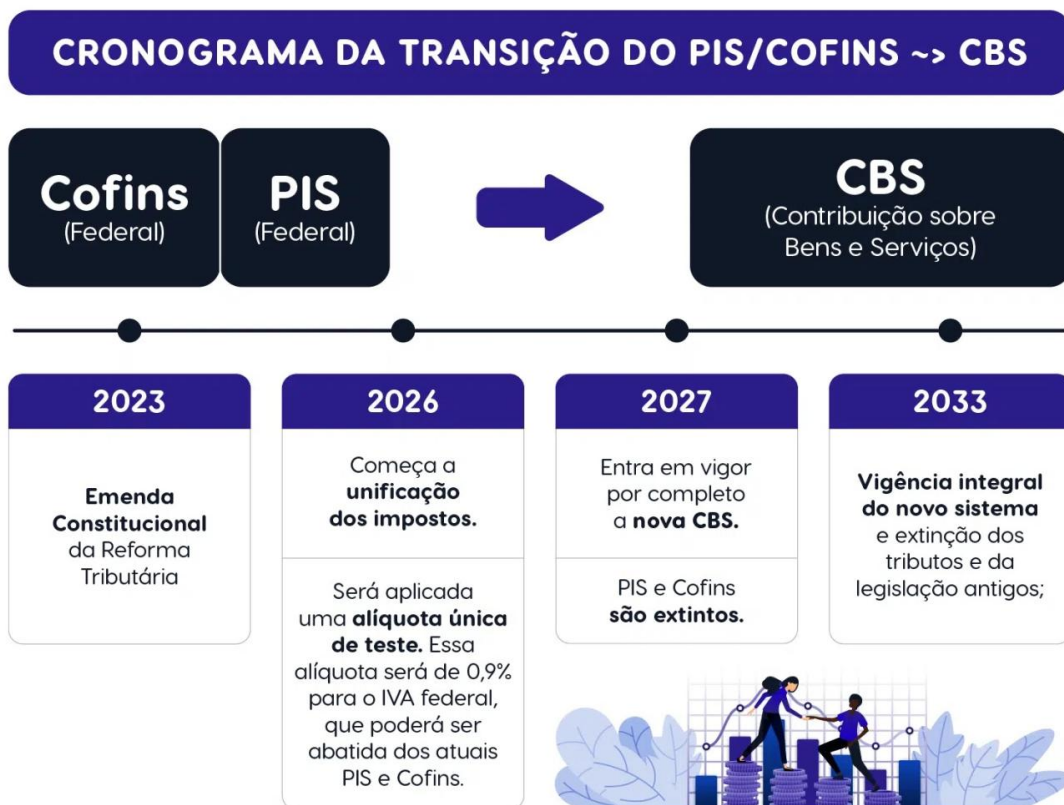 CRONOGRAMA DA TRANSIÇÃO DO PIS/COFINS ~> CBS
Cofins
(Federal)
PIS
(Federal)
CBS
(Contribuição sobre
Bens e Serviços)
2023
Emenda
Constitucional
da Reforma
Tributária
2026
Começa a
unificação
dos impostos.
Será aplicada
uma alíquota única
de teste. Essa
alíquota será de 0,9%
para o IVA federal,
que poderá ser
abatida dos atuais
PIS e Cofins.
2027
Entra em vigor
por completo
a nova CBS.
PIS e Cofins
são extintos.
2033
Vigência integral
do novo sistema
e extinção dos
tributos e da
legislação antigos;